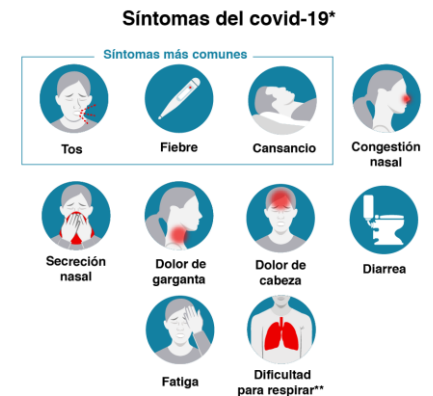 Síntomas del covid-19*
Síntomas más comunes
Tos
Fiebre
Cansancio
Congestión
nasal
Secreción
nasal
Dolor de
garganta
Dolor de
cabeza
Diarrea
Fatiga
Dificultad
para respirar**